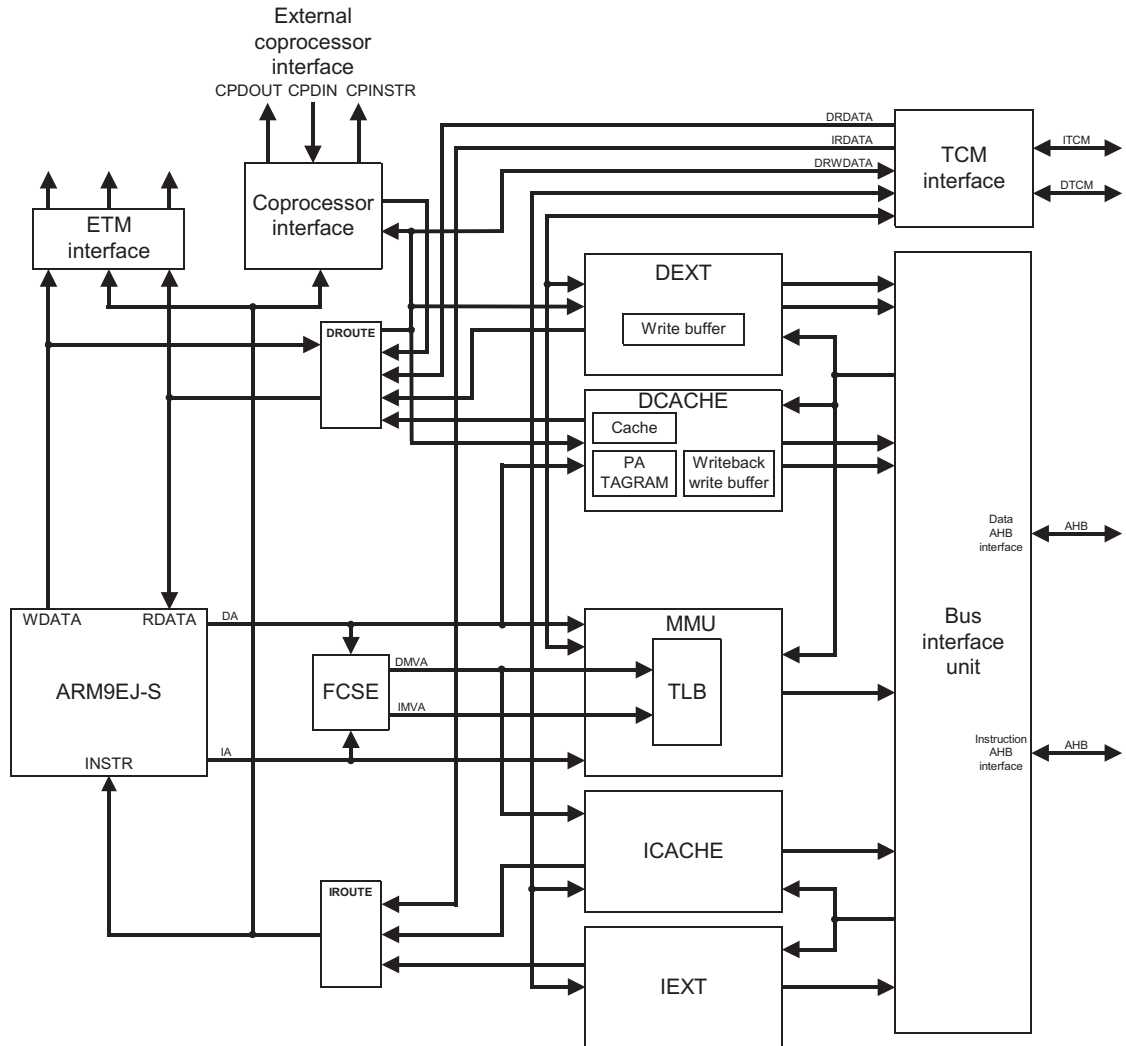 External
coprocessor
interface
CPDOUT CPDIN CPINSTR
DRDATA
IRDATA
DRWDATA
TCM
interface
ITCM
DTCM
Coprocessor
interface
ETM
interface
DEXT
Write buffer
DROUTE
DCACHE
Cache
PA
TAGRAM
Writeback
write buffer
Data
AHB
interface
AHB
WDATA
RDATA
DA
MMU
Bus
interface
unit
ARM9EJ-S
FCSE
DMVA
IMVA
TLB
IA
INSTR
Instruction
AHB
interface
AHB
ICACHE
IROUTE
IEXT